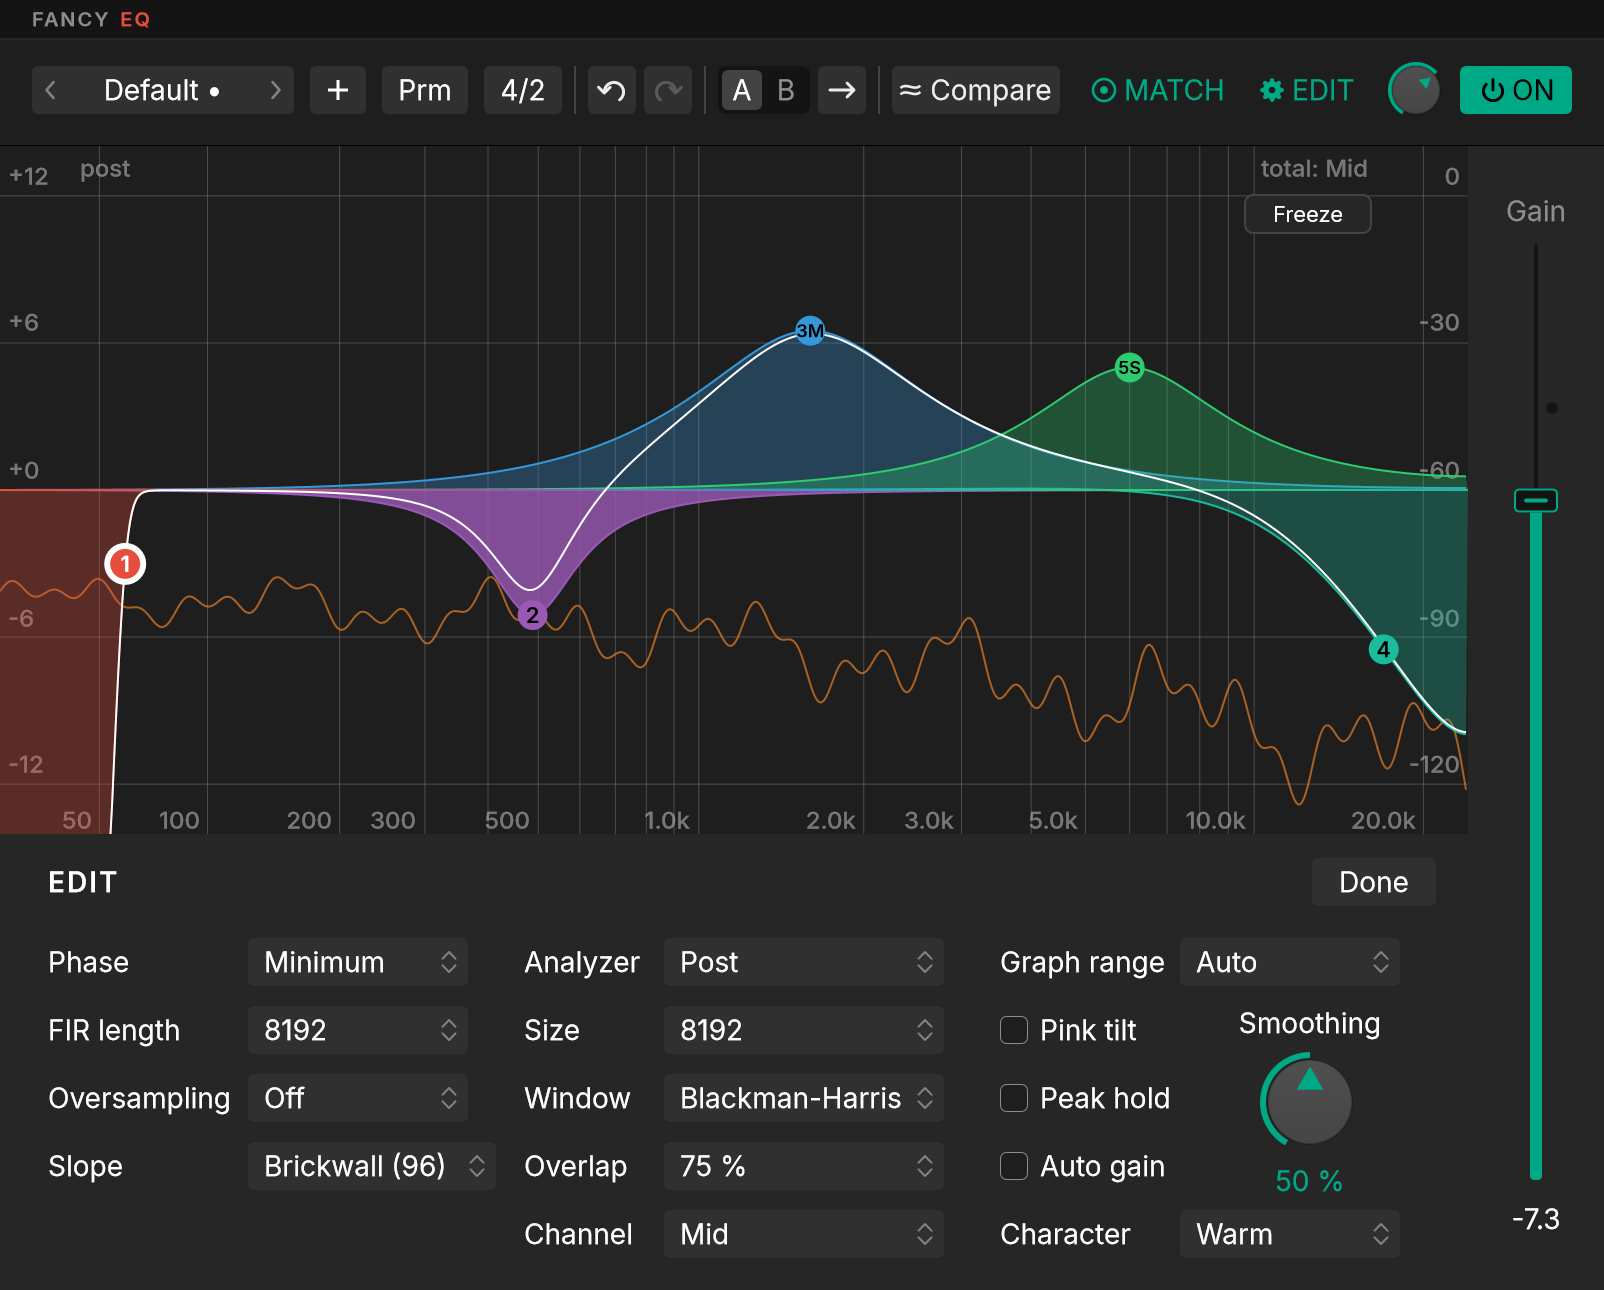 FANCY EQ
Default •
+
Prm
4/2
A B
Compare
MATCH
EDIT
ON
post
total: Mid
Freeze
Gain
+12
+6
+0
-6
-12
0
-30
-60
-90
-120
3M
5S
1
2
4
50 100 200 300 500 1.0k 2.0k 3.0k 5.0k 10.0k 20.0k
EDIT
Done
Phase Minimum
FIR length 8192
Oversampling Off
Slope Brickwall (96)
Analyzer Post
Size 8192
Window Blackman-Harris
Overlap 75 %
Channel Mid
Graph range Auto
Pink tilt
Peak hold
Auto gain
Smoothing
50 %
Character Warm
-7.3